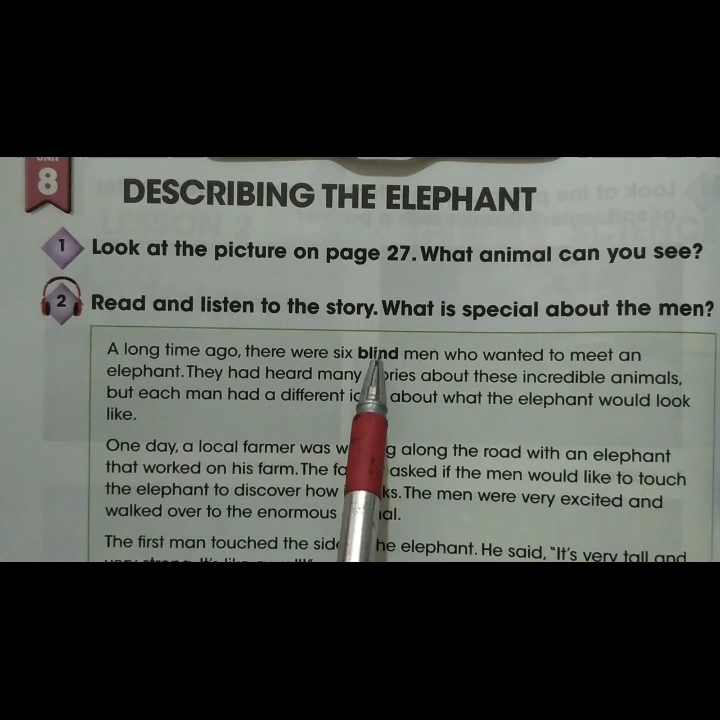 UNIT
8
DESCRIBING THE ELEPHANT
1 Look at the picture on page 27. What animal can you see?
2 Read and listen to the story. What is special about the men?
A long time ago, there were six blind men who wanted to meet an
elephant. They had heard many about these incredible animals,
but each man had a different about what the elephant would look
like.
One day, a local farmer was along the road with an elephant
that worked on his farm. The asked if the men would like to touch
the elephant to discover how The men were very excited and
walked over to the enormous
The first man touched the side the elephant. He said, "It's very tall and
very strong. It's like